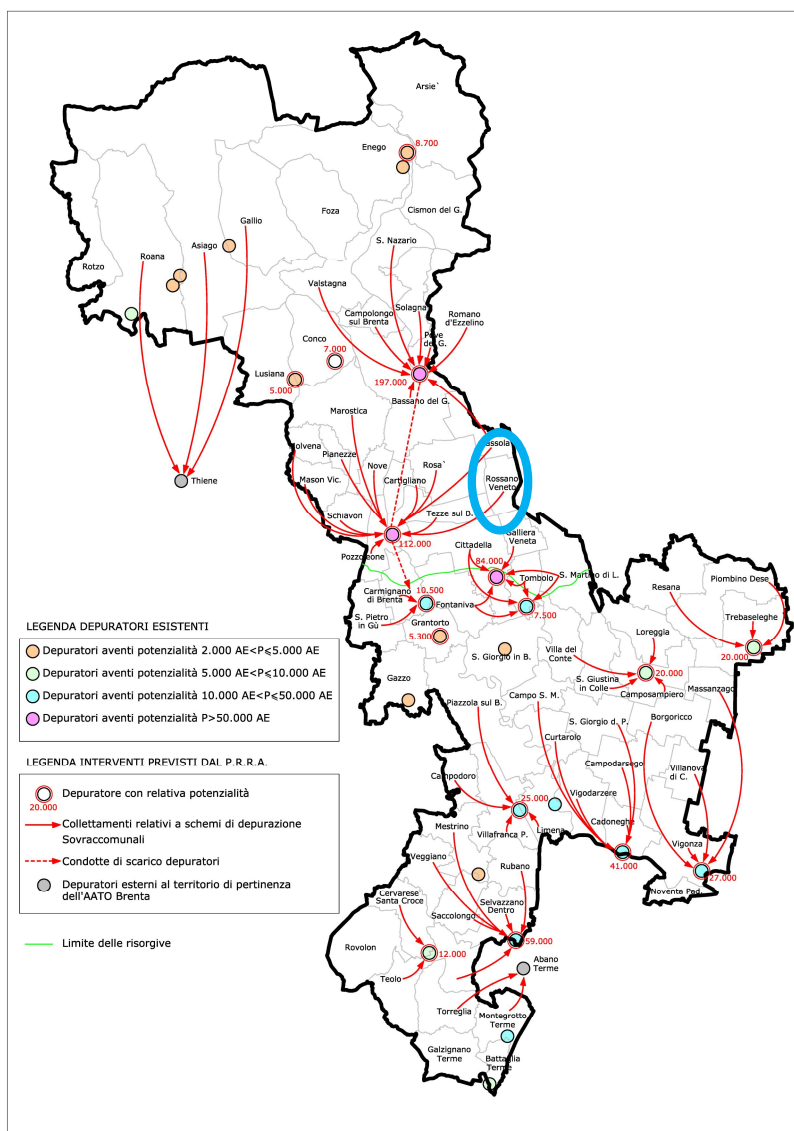 Arsie`
Enego
8.700
Cismon del G.
Foza
Gallio
Asiago
Roana
Rotzo
S. Nazario
Valstagna
Solagna
Campolongo
sul Brenta
Romano
d'Ezzelino
Pove
del G.
Conco
7.000
Lusiana
5.000
197.000
Bassano del G.
Marostica
Pianezze
Nove
Rosa`
Mason Vic.
Cartigliano
Thiene
Rossano
Veneto
Schiavon
Tezze sul B.
112.000
Pozzoleone
Cittadella
Galliera
Veneta
84.000
Tombolo
S. Martino di L.
Carmignano
di Brenta
10.500
Fontaniva
7.500
S. Pietro
in Gù
Grantorto
5.300
Resana
Piombino Dese
Trebaseleghe
20.000
Loreggia
Villa del
Conte
20.000
S. Giustina
in Colle
Camposampiero
Massanzago
S. Giorgio in B.
Gazzo
Piazzola sul B.
Campo S. M.
S. Giorgio d. P.
Borgoricco
Curtarolo
Campodarsego
Villanova
di C.
Campodoro
25.000
Vigodarzere
Cadoneghe
Mestrino
Villafranca P.
Limena
Vigonza
41.000
27.000
Noventa Pad.
Veggiano
Rubano
Cervarese
Santa Croce
Selvazzano
Dentro
Saccolongo
Rovolon
59.000
12.000
Abano
Terme
Teolo
Torreglia
Montegrotto
Terme
Galzignano
Terme
Battaglia
Terme
LEGENDA DEPURATORI ESISTENTI
Depuratori aventi potenzialità 2.000 AE<P⩽5.000 AE
Depuratori aventi potenzialità 5.000 AE<P⩽10.000 AE
Depuratori aventi potenzialità 10.000 AE<P⩽50.000 AE
Depuratori aventi potenzialità P>50.000 AE
LEGENDA INTERVENTI PREVISTI DAL P.R.R.A.
Depuratore con relativa potenzialità
20.000
Collettamenti relativi a schemi di depurazione
Sovraccomunali
Condotte di scarico depuratori
Depuratori esterni al territorio di pertinenza
dell'AATO Brenta
Limite delle risorgive